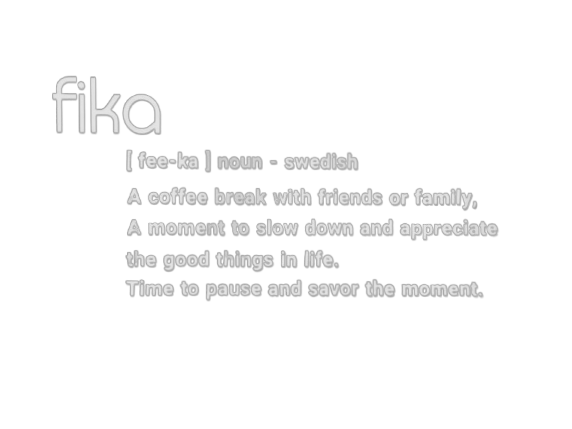 fika
[ fee-ka ] noun - swedish
A coffee break with friends or family,
A moment to slow down and appreciate
the good things in life.
Time to pause and savor the moment.